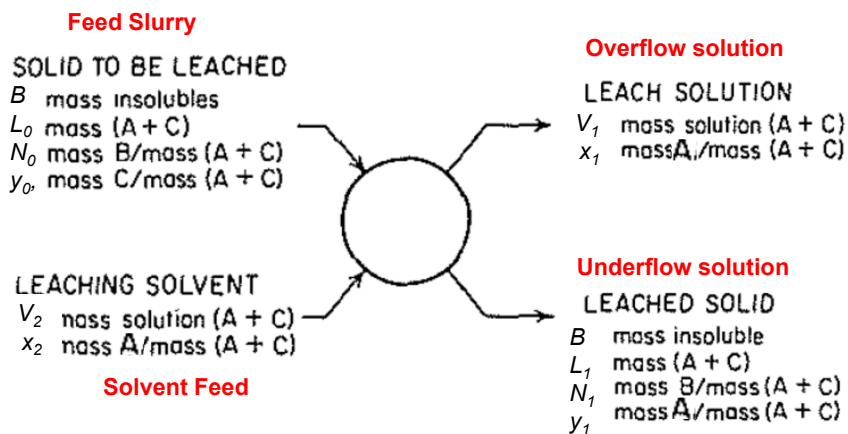 Feed Slurry
SOLID TO BE LEACHED
B mass insolubles
L0 mass (A + C)
N0 mass B/mass (A + C)
y0, mass C/mass (A + C)
LEACHING SOLVENT
V2 mass solution (A + C)
x2 mass A/mass (A + C)
Solvent Feed
Overflow solution
LEACH SOLUTION
V1 mass solution (A + C)
x1 mass A/mass (A + C)
Underflow solution
LEACHED SOLID
B mass insoluble
L1 mass (A + C)
N1 mass B/mass (A + C)
y1 mass A/mass (A + C)